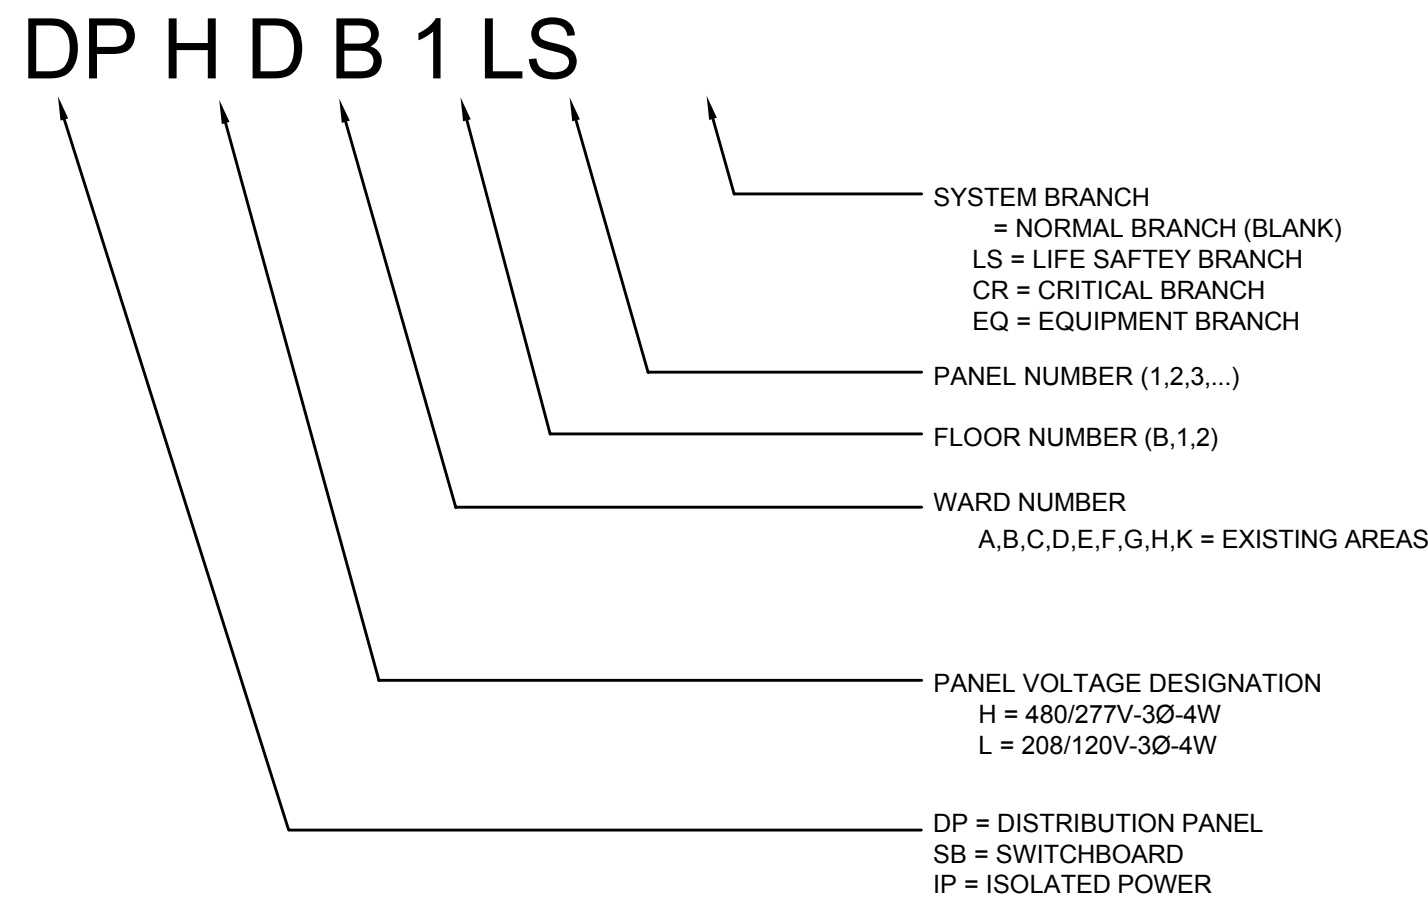 DP H D B 1 LS
SYSTEM BRANCH
= NORMAL BRANCH (BLANK)
LS = LIFE SAFTEY BRANCH
CR = CRITICAL BRANCH
EQ = EQUIPMENT BRANCH
PANEL NUMBER (1,2,3,...)
FLOOR NUMBER (B,1,2)
WARD NUMBER
A,B,C,D,E,F,G,H,K = EXISTING AREAS
PANEL VOLTAGE DESIGNATION
H = 480/277V-3Ø-4W
L = 208/120V-3Ø-4W
DP = DISTRIBUTION PANEL
SB = SWITCHBOARD
IP = ISOLATED POWER